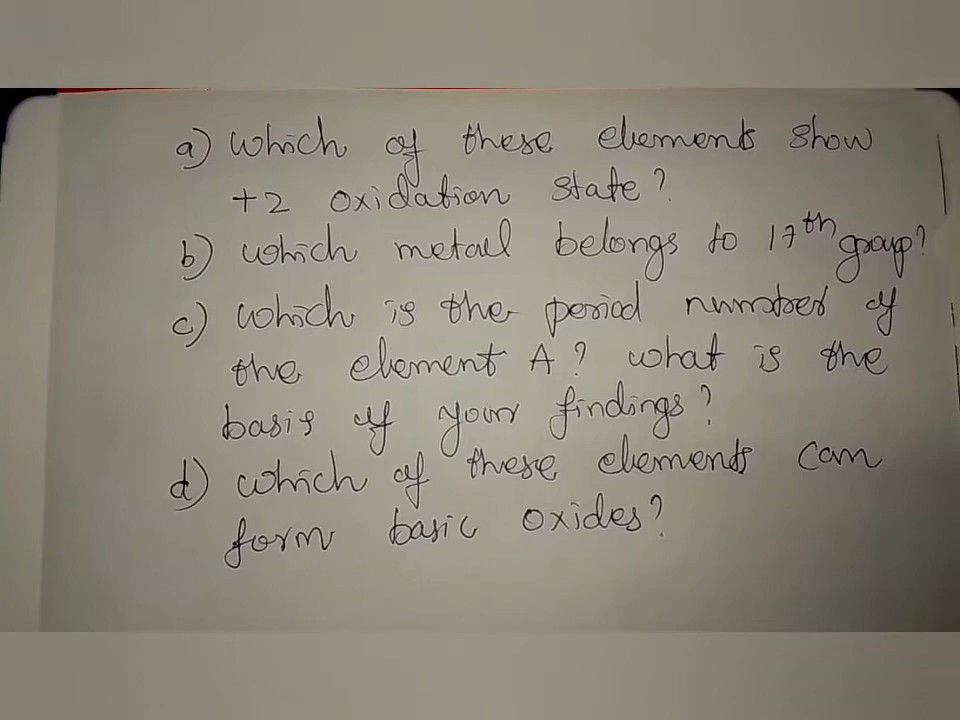 a) which of these elements show
+2 oxidation state?
b) which metal belongs to 17th group?
c) which is the period number of
the element A? what is the
basis of your findings?
d) which of these elements can
form basic oxides?